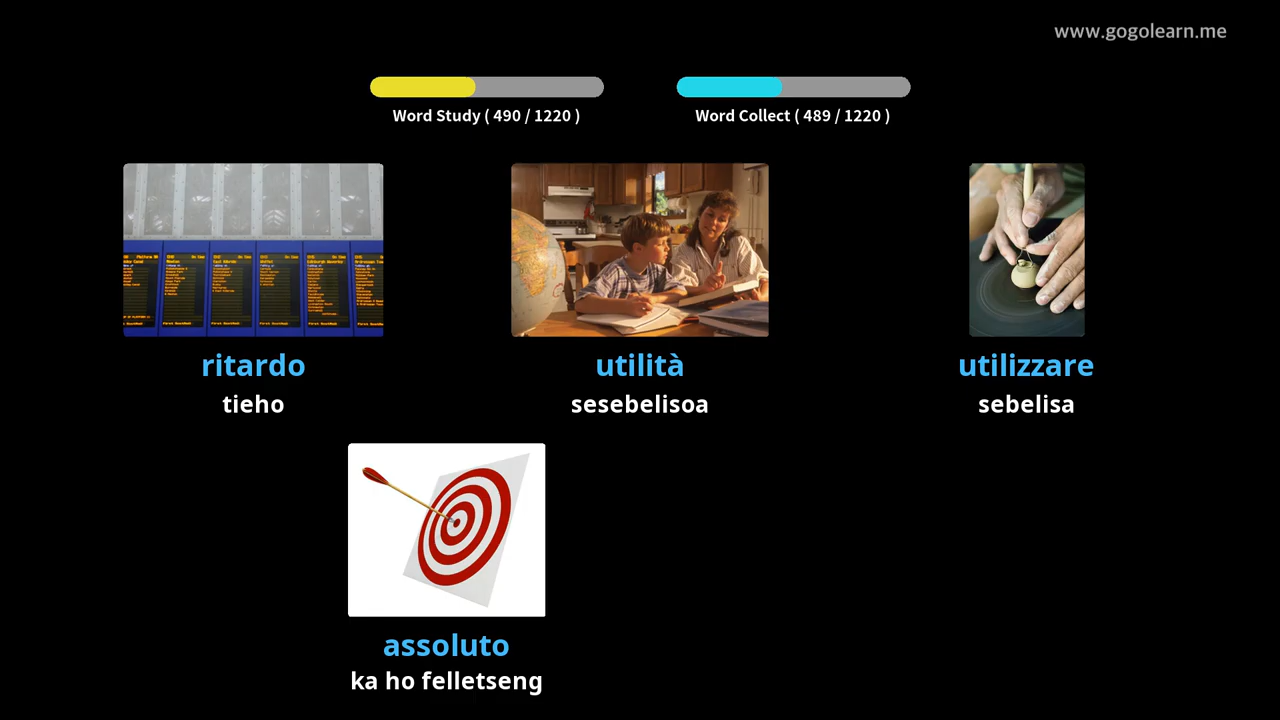 www.gogolearn.me
Word Study ( 490 / 1220 )
Word Collect ( 489 / 1220 )
ritardo
tieho
utilità
sesebelisoa
utilizzare
sebelisa
assoluto
ka ho felletseng